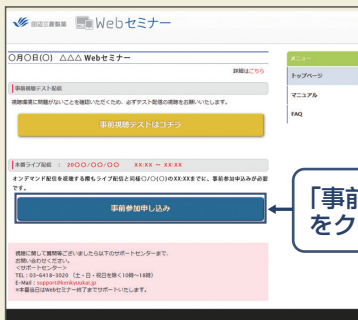 田辺三菱製薬 Webセミナー
〇月〇日(〇) △△△ Webセミナー
詳細はこちら
事前視聴テスト配信
視聴環境に問題がないことを確認いただくため、必ずテスト配信の視聴をお願いいたします。
事前視聴テストはコチラ
本番ライブ配信 : 20〇〇/〇〇/〇〇 XX:XX ～ XX:XX
オンデマンド配信を視聴する際もライブ配信と同様〇/〇(〇)のXX:XXまでに、事前参加申込みが必要
です。
事前参加申し込み
視聴に関して質問等ございましたら以下のサポートセンターまで、
お問い合わせください。
<サポートセンター>
TEL：03-6418-3020 （土・日・祝日を除く10時～18時）
E-Mail：support@kenkyuukai.jp
※本番当日はWebセミナー終了までサポートいたします。
メニュー
トップページ
マニュアル
FAQ
「事前
をク